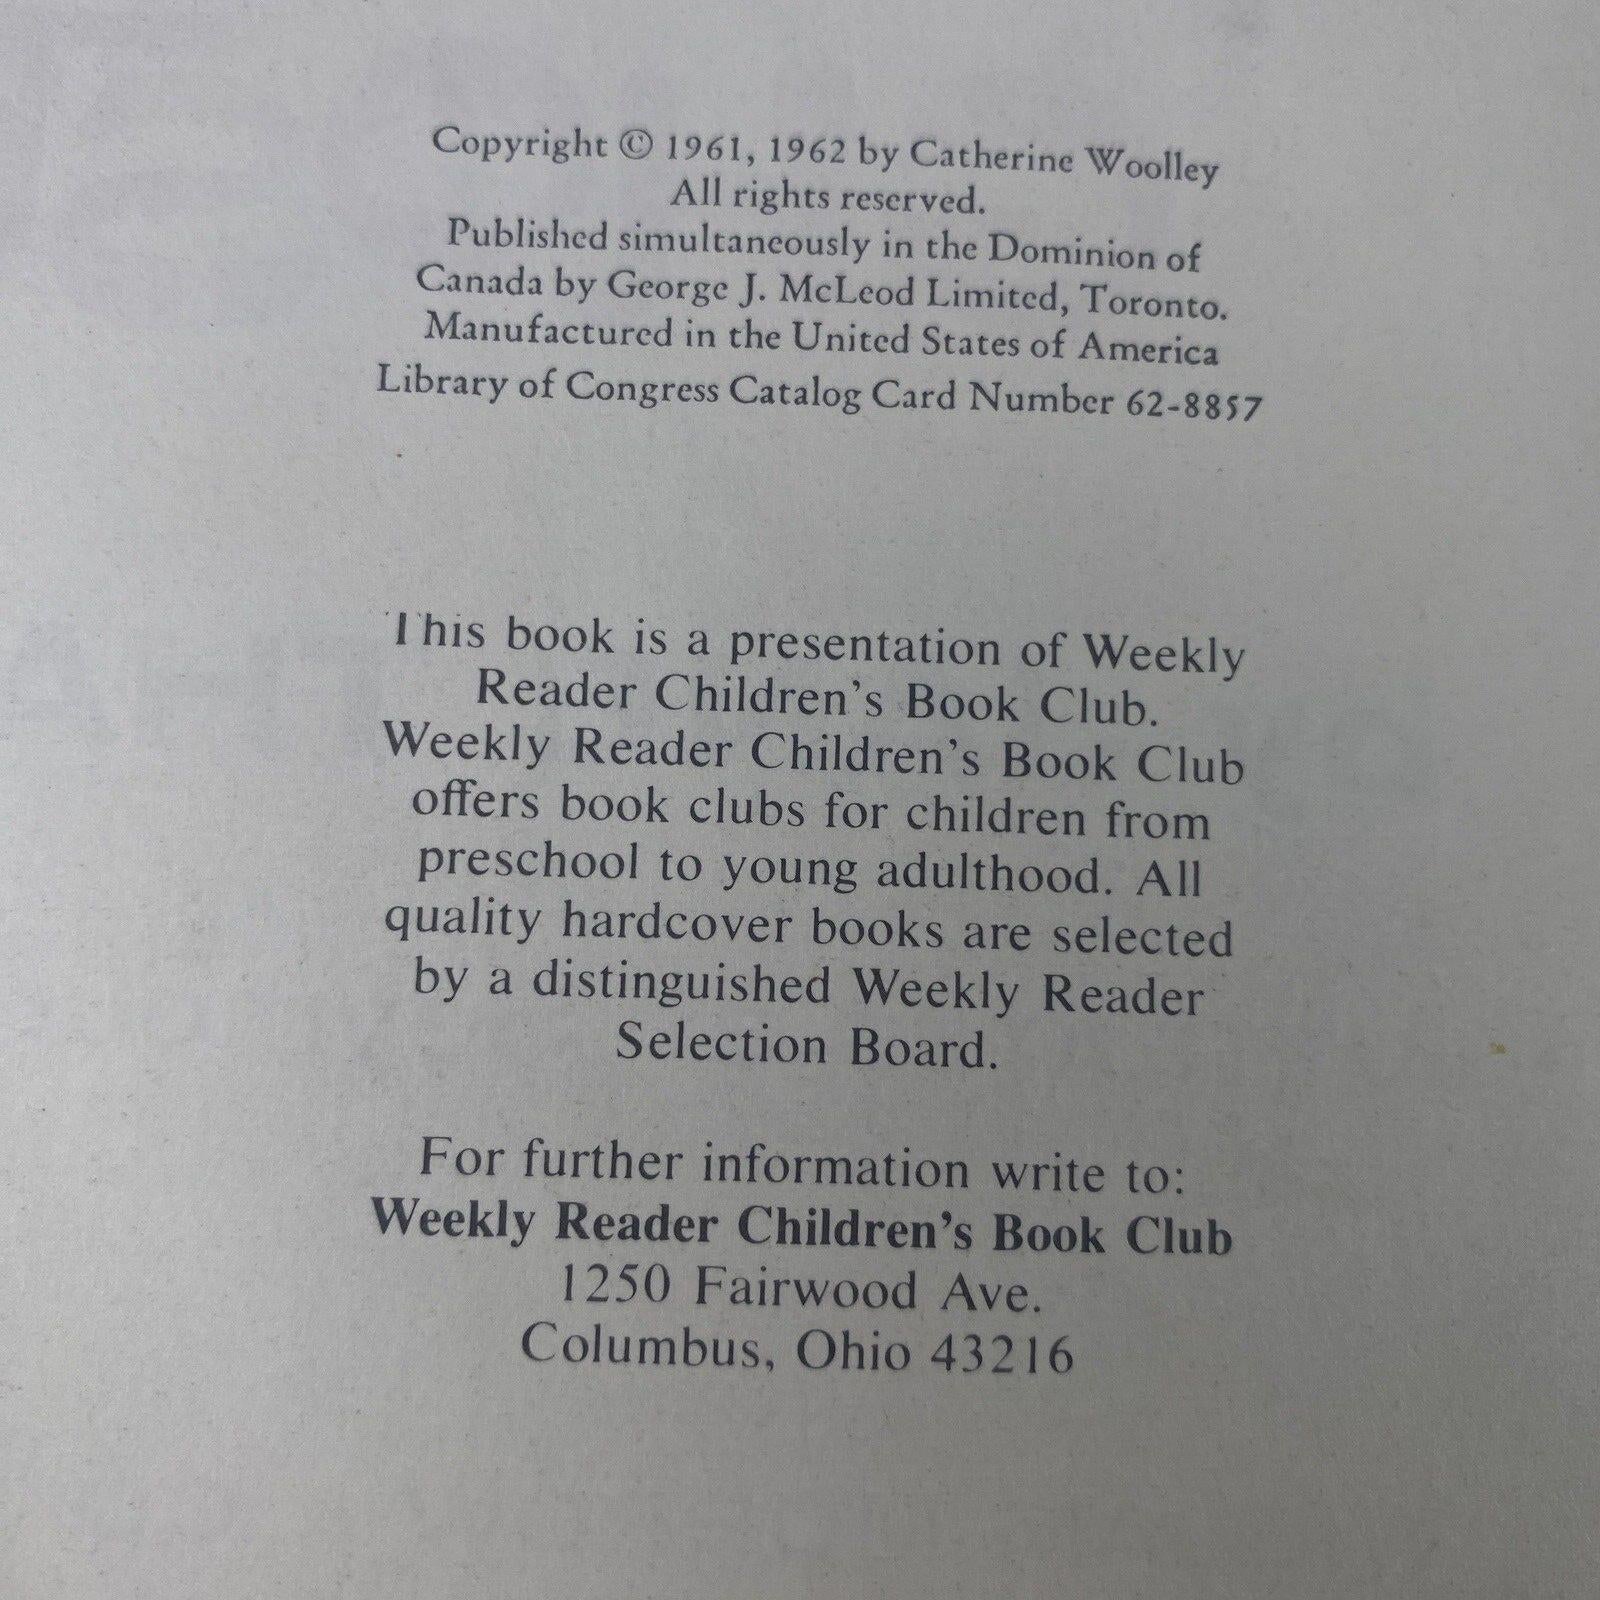 Copyright © 1961, 1962 by Catherine Woolley
All rights reserved.
Published simultaneously in the Dominion of
Canada by George J. McLeod Limited, Toronto.
Manufactured in the United States of America
Library of Congress Catalog Card Number 62-8857
This book is a presentation of Weekly
Reader Children's Book Club.
Weekly Reader Children's Book Club
offers book clubs for children from
preschool to young adulthood. All
quality hardcover books are selected
by a distinguished Weekly Reader
Selection Board.
For further information write to:
Weekly Reader Children's Book Club
1250 Fairwood Ave.
Columbus, Ohio 43216